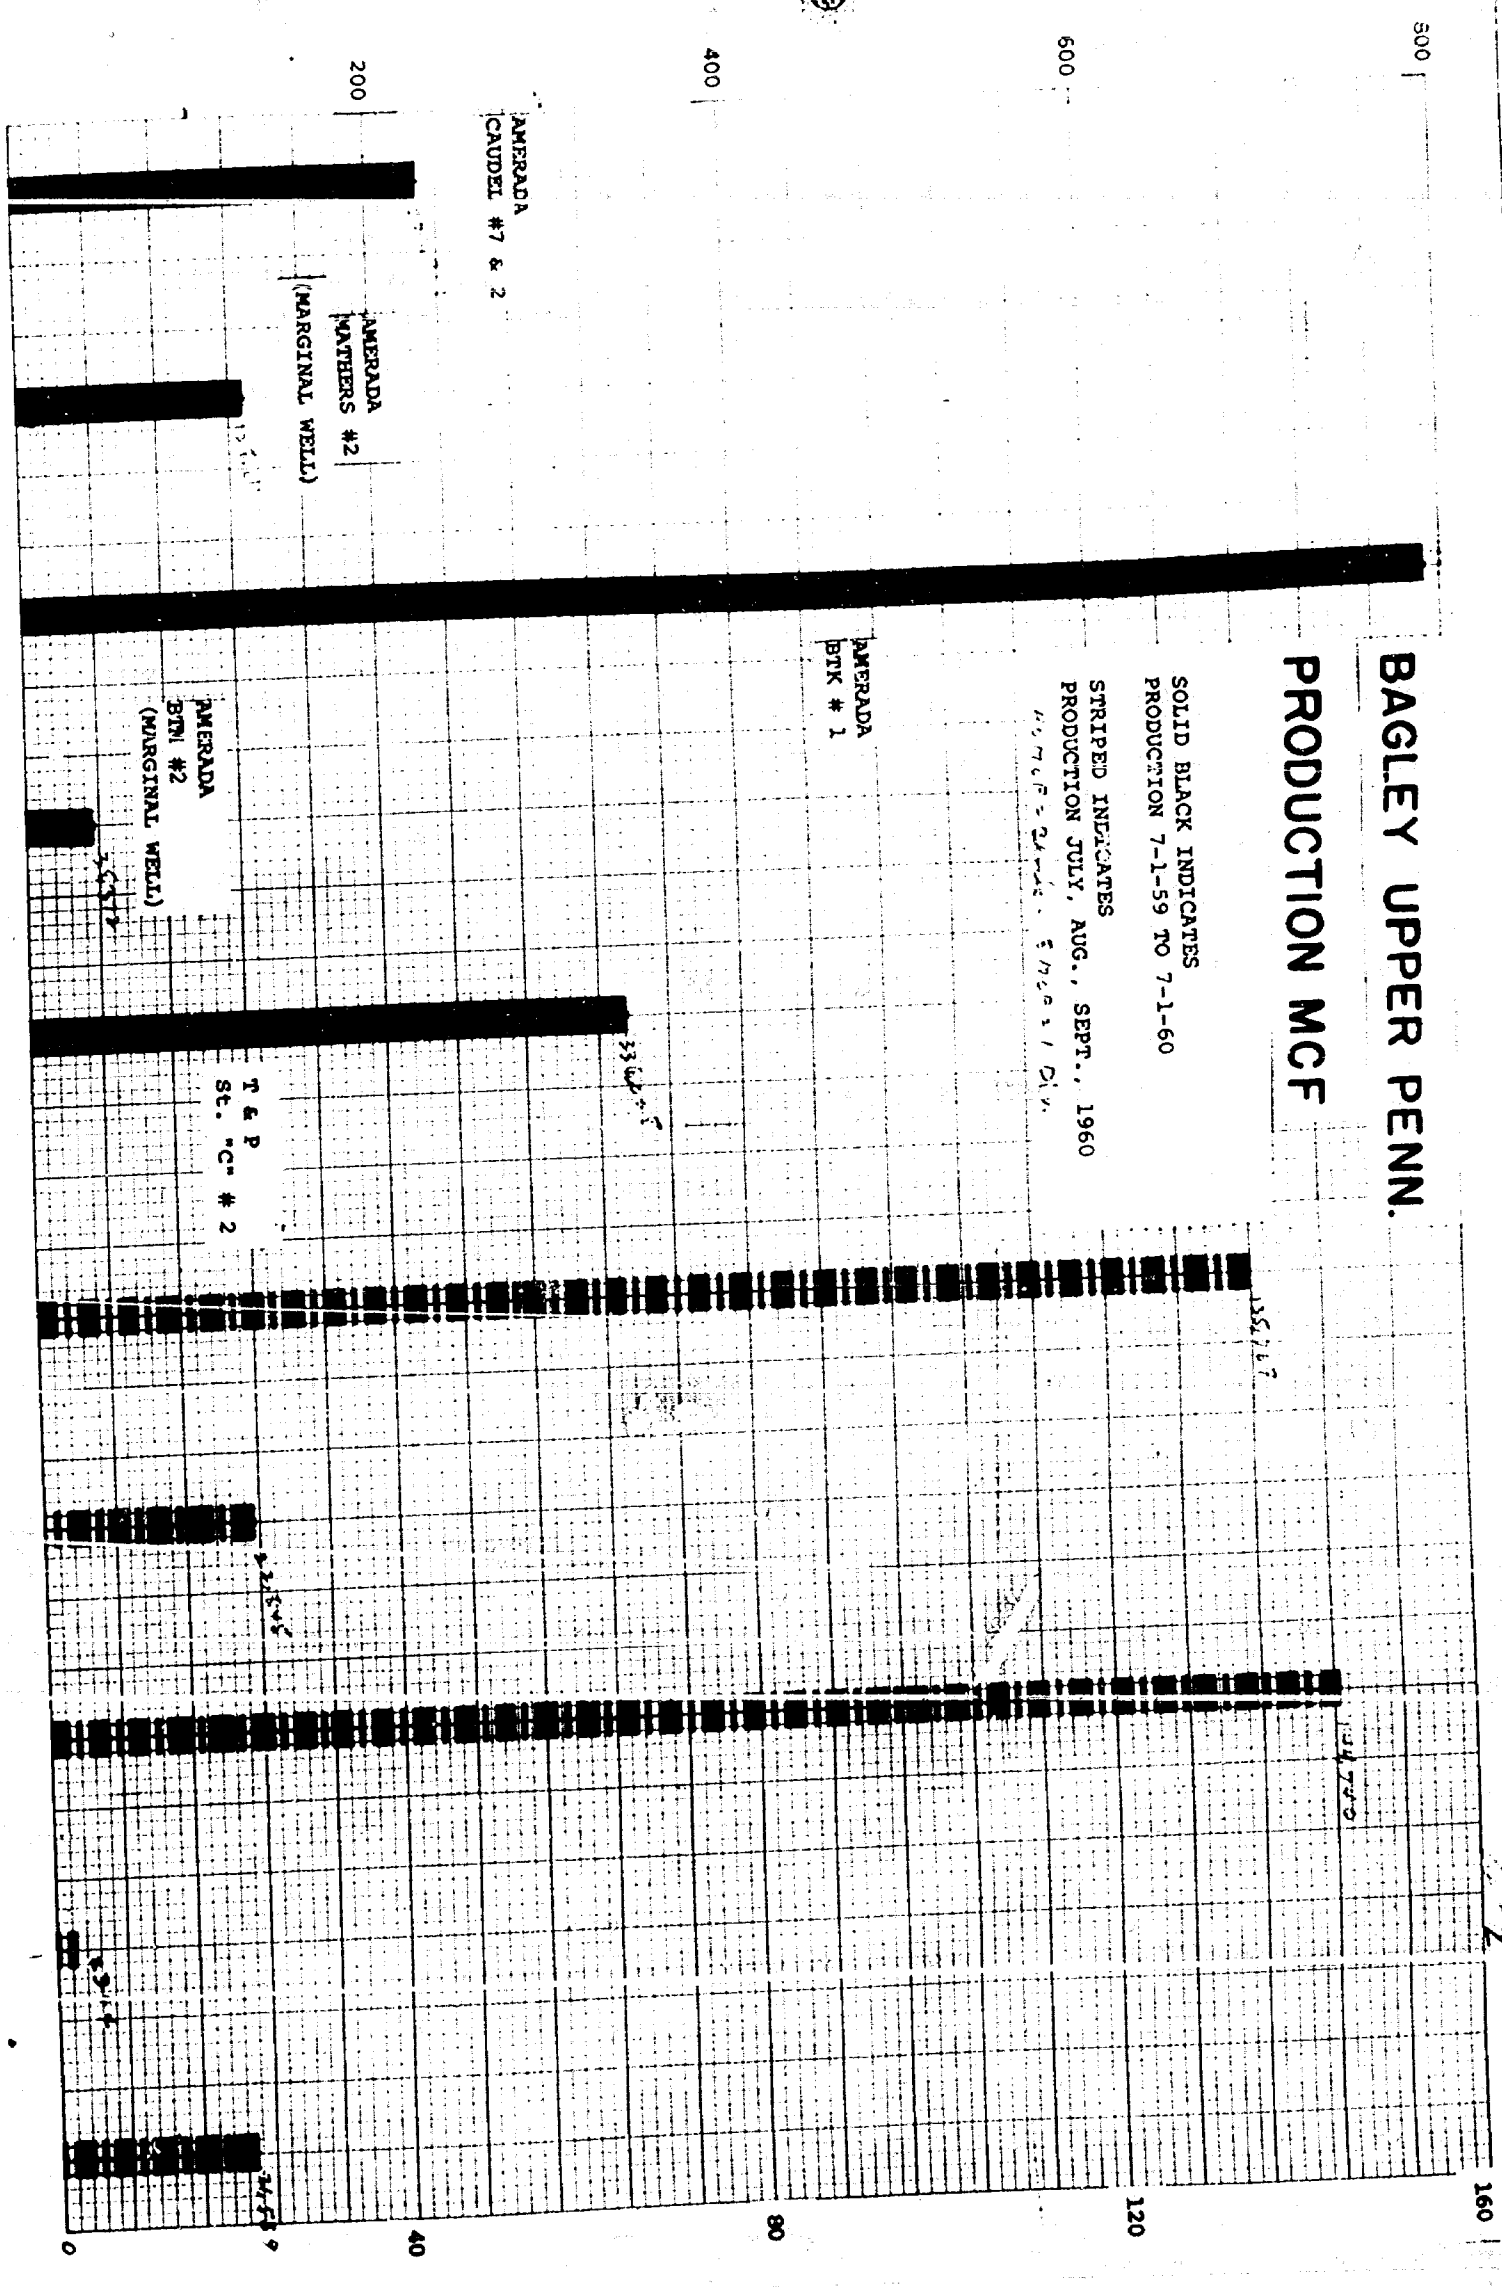 BAGLEY UPPER PENN.
PRODUCTION MCF
SOLID BLACK INDICATES
PRODUCTION 7-1-59 TO 7-1-60
STRIPED INDICATES
PRODUCTION JULY, AUG., SEPT., 1960
800
600
400
200
AMERADA
CAUDEL #7 & 2
AMERADA
MATHERS #2
(MARGINAL WELL)
AMERADA
BTK # 1
AMERADA
BTM #2
(MARGINAL WELL)
T & P
St. "C" # 2
160
120
80
40
0